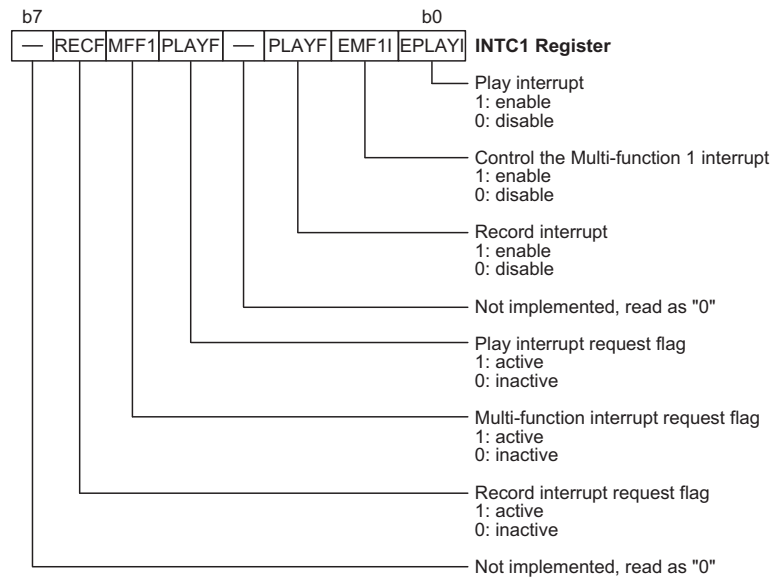 b7 b0
— RECF MFF1 PLAYF — PLAYF EMF1I EPLAYI INTC1 Register
Play interrupt
1: enable
0: disable
Control the Multi-function 1 interrupt
1: enable
0: disable
Record interrupt
1: enable
0: disable
Not implemented, read as "0"
Play interrupt request flag
1: active
0: inactive
Multi-function interrupt request flag
1: active
0: inactive
Record interrupt request flag
1: active
0: inactive
Not implemented, read as "0"